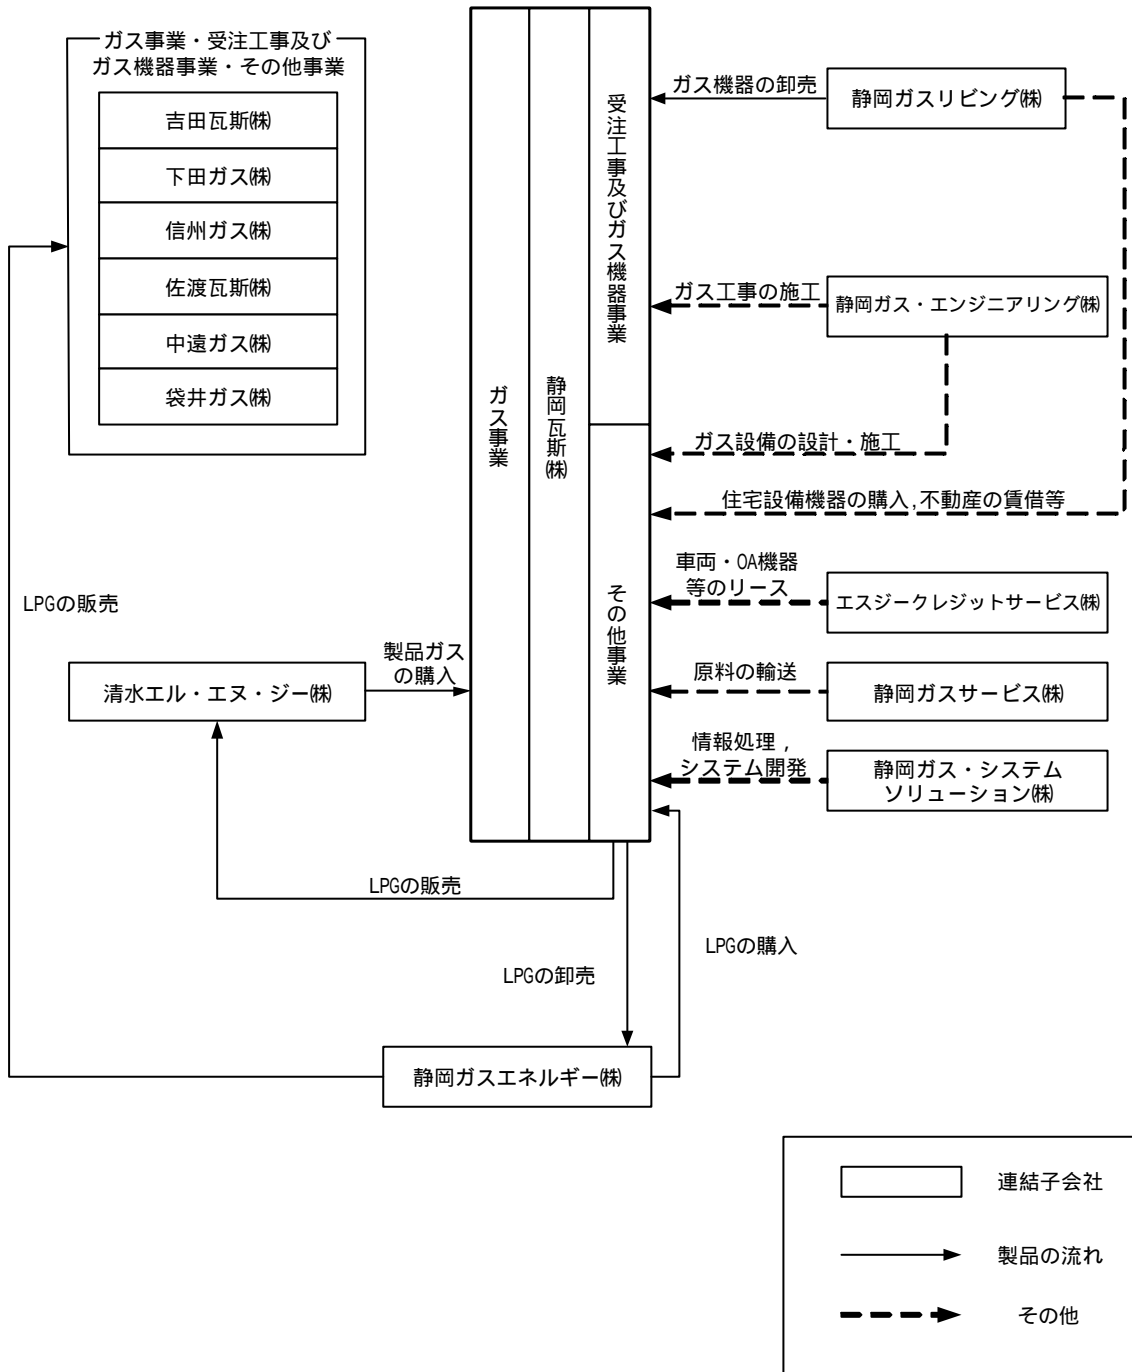 ガス事業・受注工事及び
ガス機器事業・その他事業
吉田瓦斯㈱
下田ガス㈱
信州ガス㈱
佐渡瓦斯㈱
中遠ガス㈱
袋井ガス㈱
LPGの販売
清水エル・エヌ・ジー㈱
製品ガス
の購入
ガス事業
静岡瓦斯㈱
受注工事及びガス機器事業
その他事業
ガス機器の卸売
静岡ガスリビング㈱
ガス工事の施工
静岡ガス・エンジニアリング㈱
ガス設備の設計・施工
住宅設備機器の購入,不動産の賃借等
車両・OA機器
等のリース
エスジークレジットサービス㈱
原料の輸送
静岡ガスサービス㈱
情報処理,
システム開発
静岡ガス・システム
ソリューション㈱
LPGの販売
LPGの卸売
LPGの購入
静岡ガスエネルギー㈱
連結子会社
製品の流れ
その他